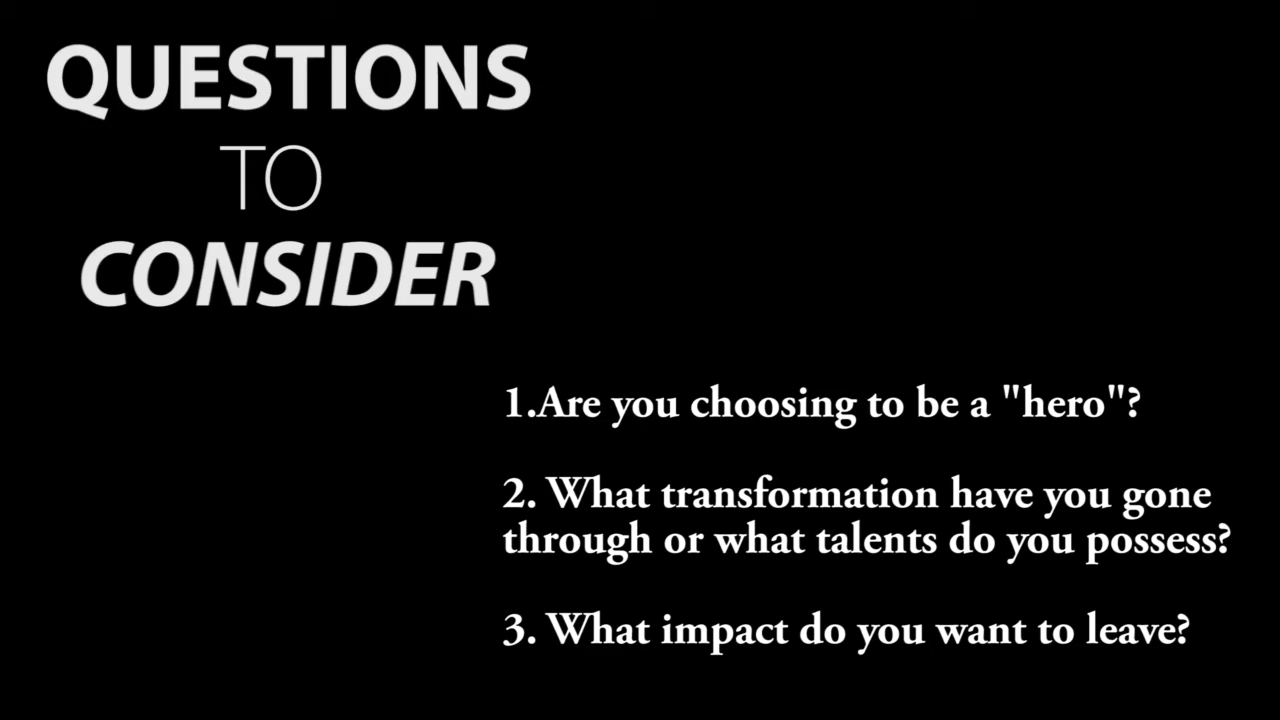 QUESTIONS
TO
CONSIDER
1.Are you choosing to be a "hero"?
2. What transformation have you gone
through or what talents do you possess?
3. What impact do you want to leave?